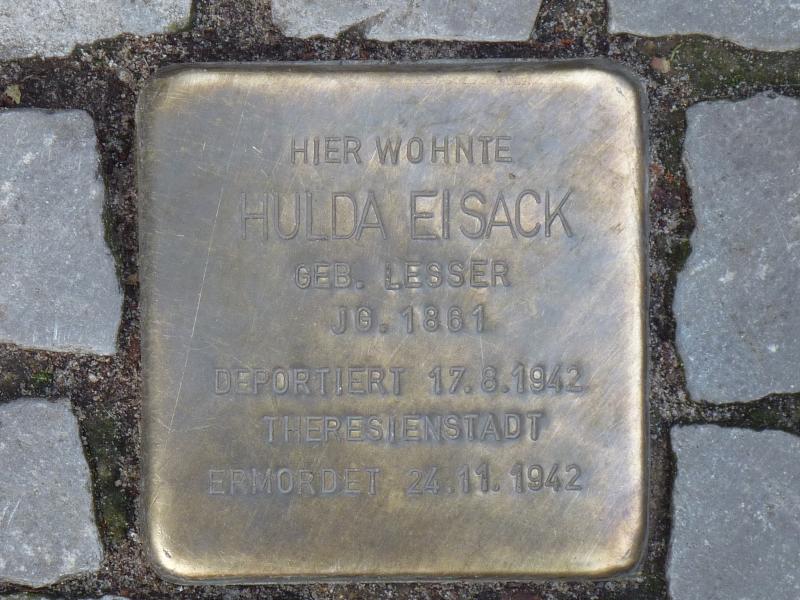 HIER WOHNTE
HULDA EISACK
GEB. LESSER
JG. 1861
DEPORTIERT 17.8.1942
THERESIENSTADT
ERMORDET 24.11.1942